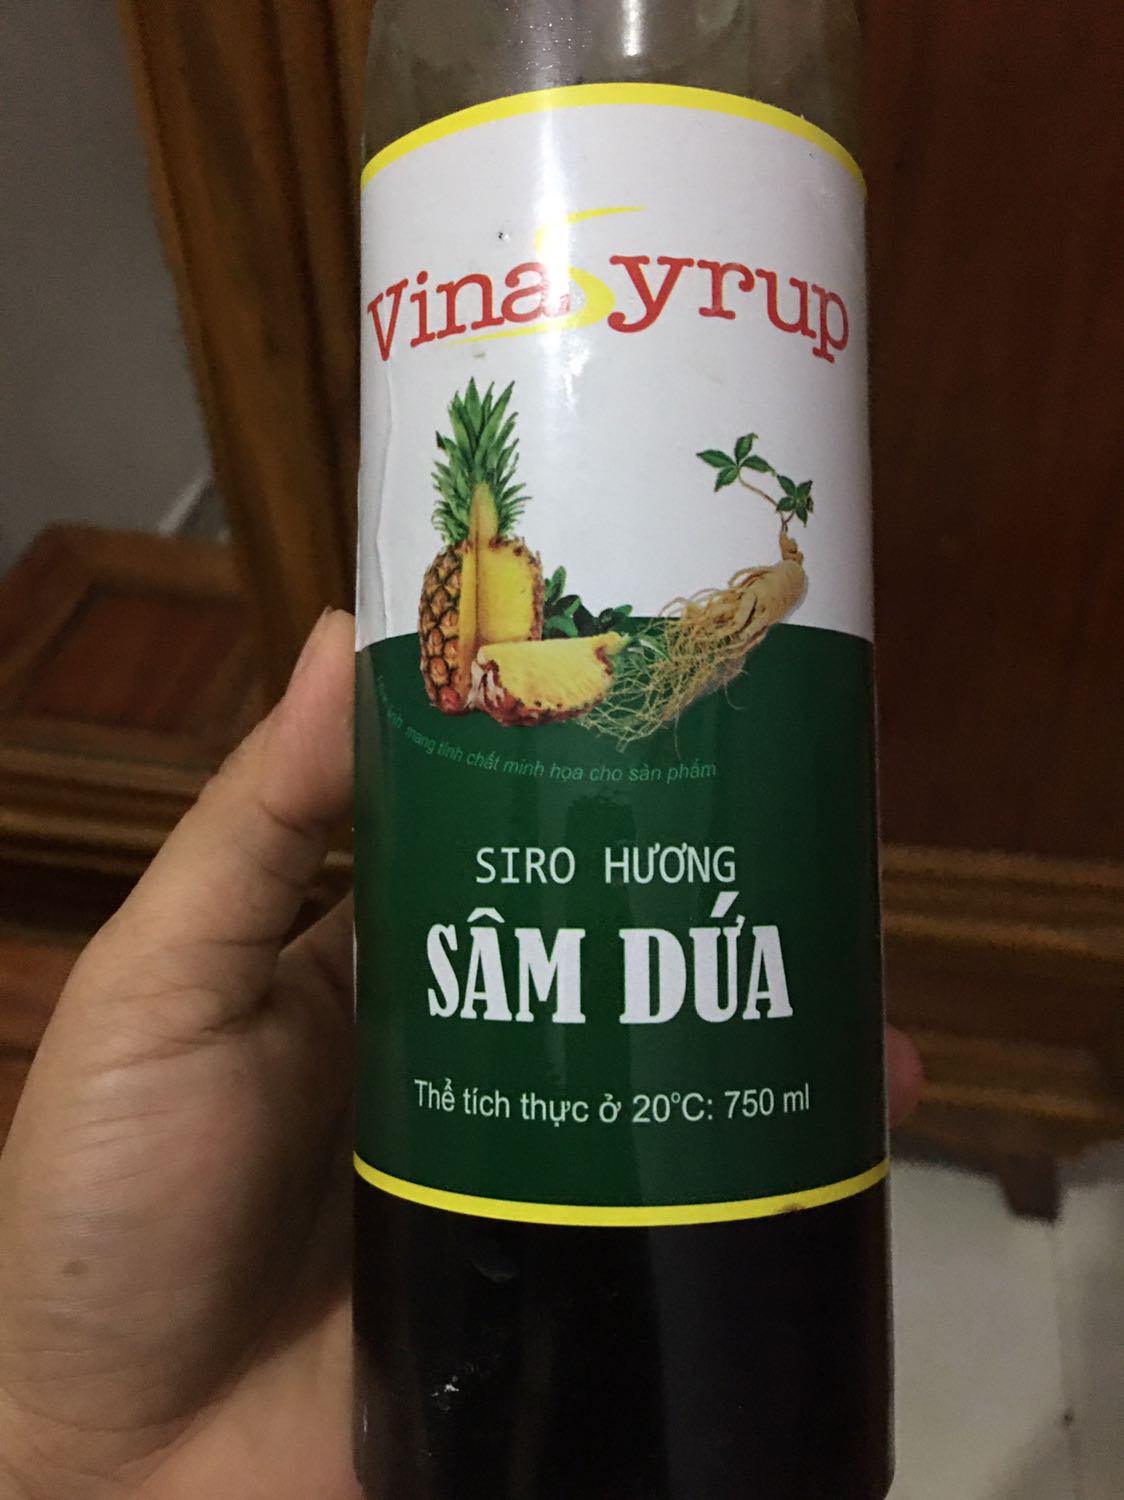 VinaSyrup
mang tính chất minh họa cho sản phẩm
SIRO HƯƠNG
SÂM DỨA
Thể tích thực ở 20°C: 750 ml